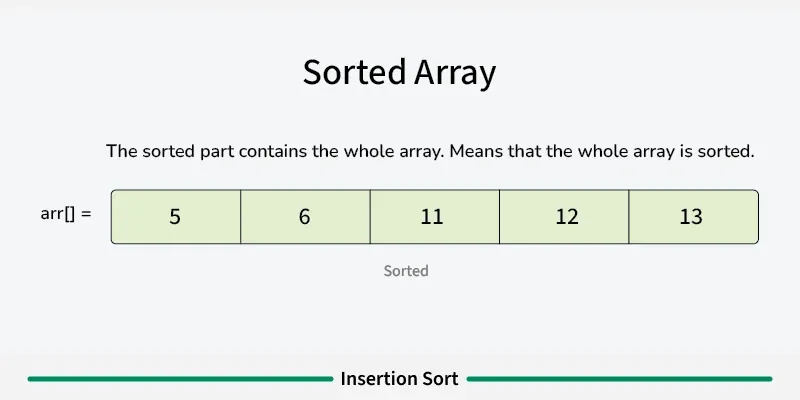 Sorted Array
The sorted part contains the whole array. Means that the whole array is sorted.
arr[] = 5 6 11 12 13
Sorted
Insertion Sort